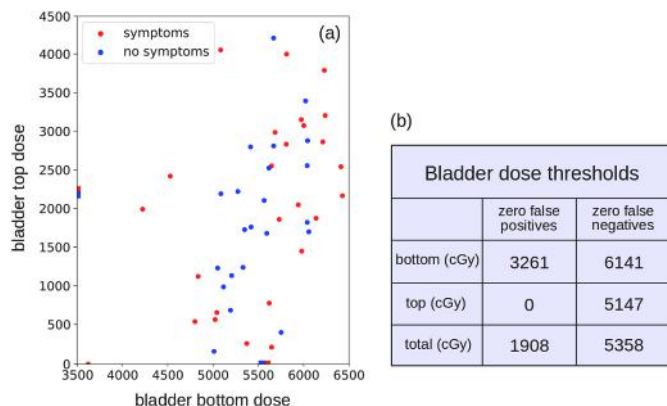 (a)
symptoms
no symptoms
4500
4000
3500
3000
2500
2000
1500
1000
500
0
bladder top dose
3500 4000 4500 5000 5500 6000 6500
bladder bottom dose
(b)
Bladder dose thresholds
zero false positives
zero false negatives
bottom (cGy) 3261 6141
top (cGy) 0 5147
total (cGy) 1908 5358